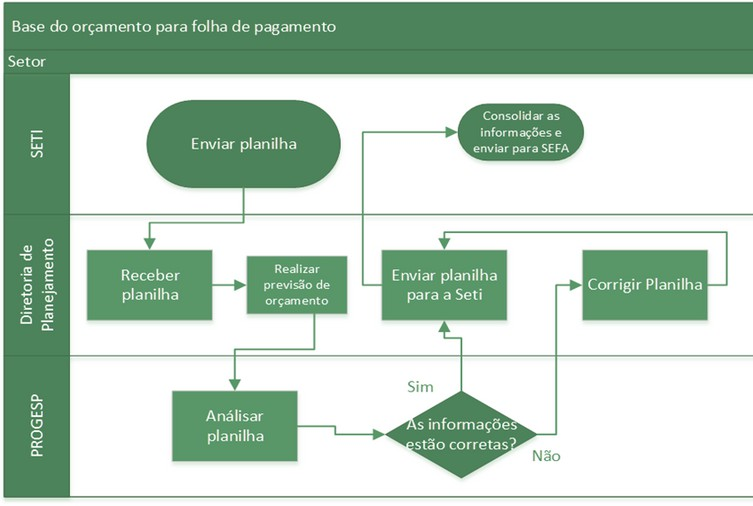 Base do orçamento para folha de pagamento
Setor
SETI
Enviar planilha
Consolidar as
informações e
enviar para SEFA
Diretoria de
Planejamento
Receber
planilha
Realizar
previsão de
orçamento
Enviar planilha
para a Seti
Corrigir Planilha
PROGESP
Análisar
planilha
Sim
As informações
estão corretas?
Não